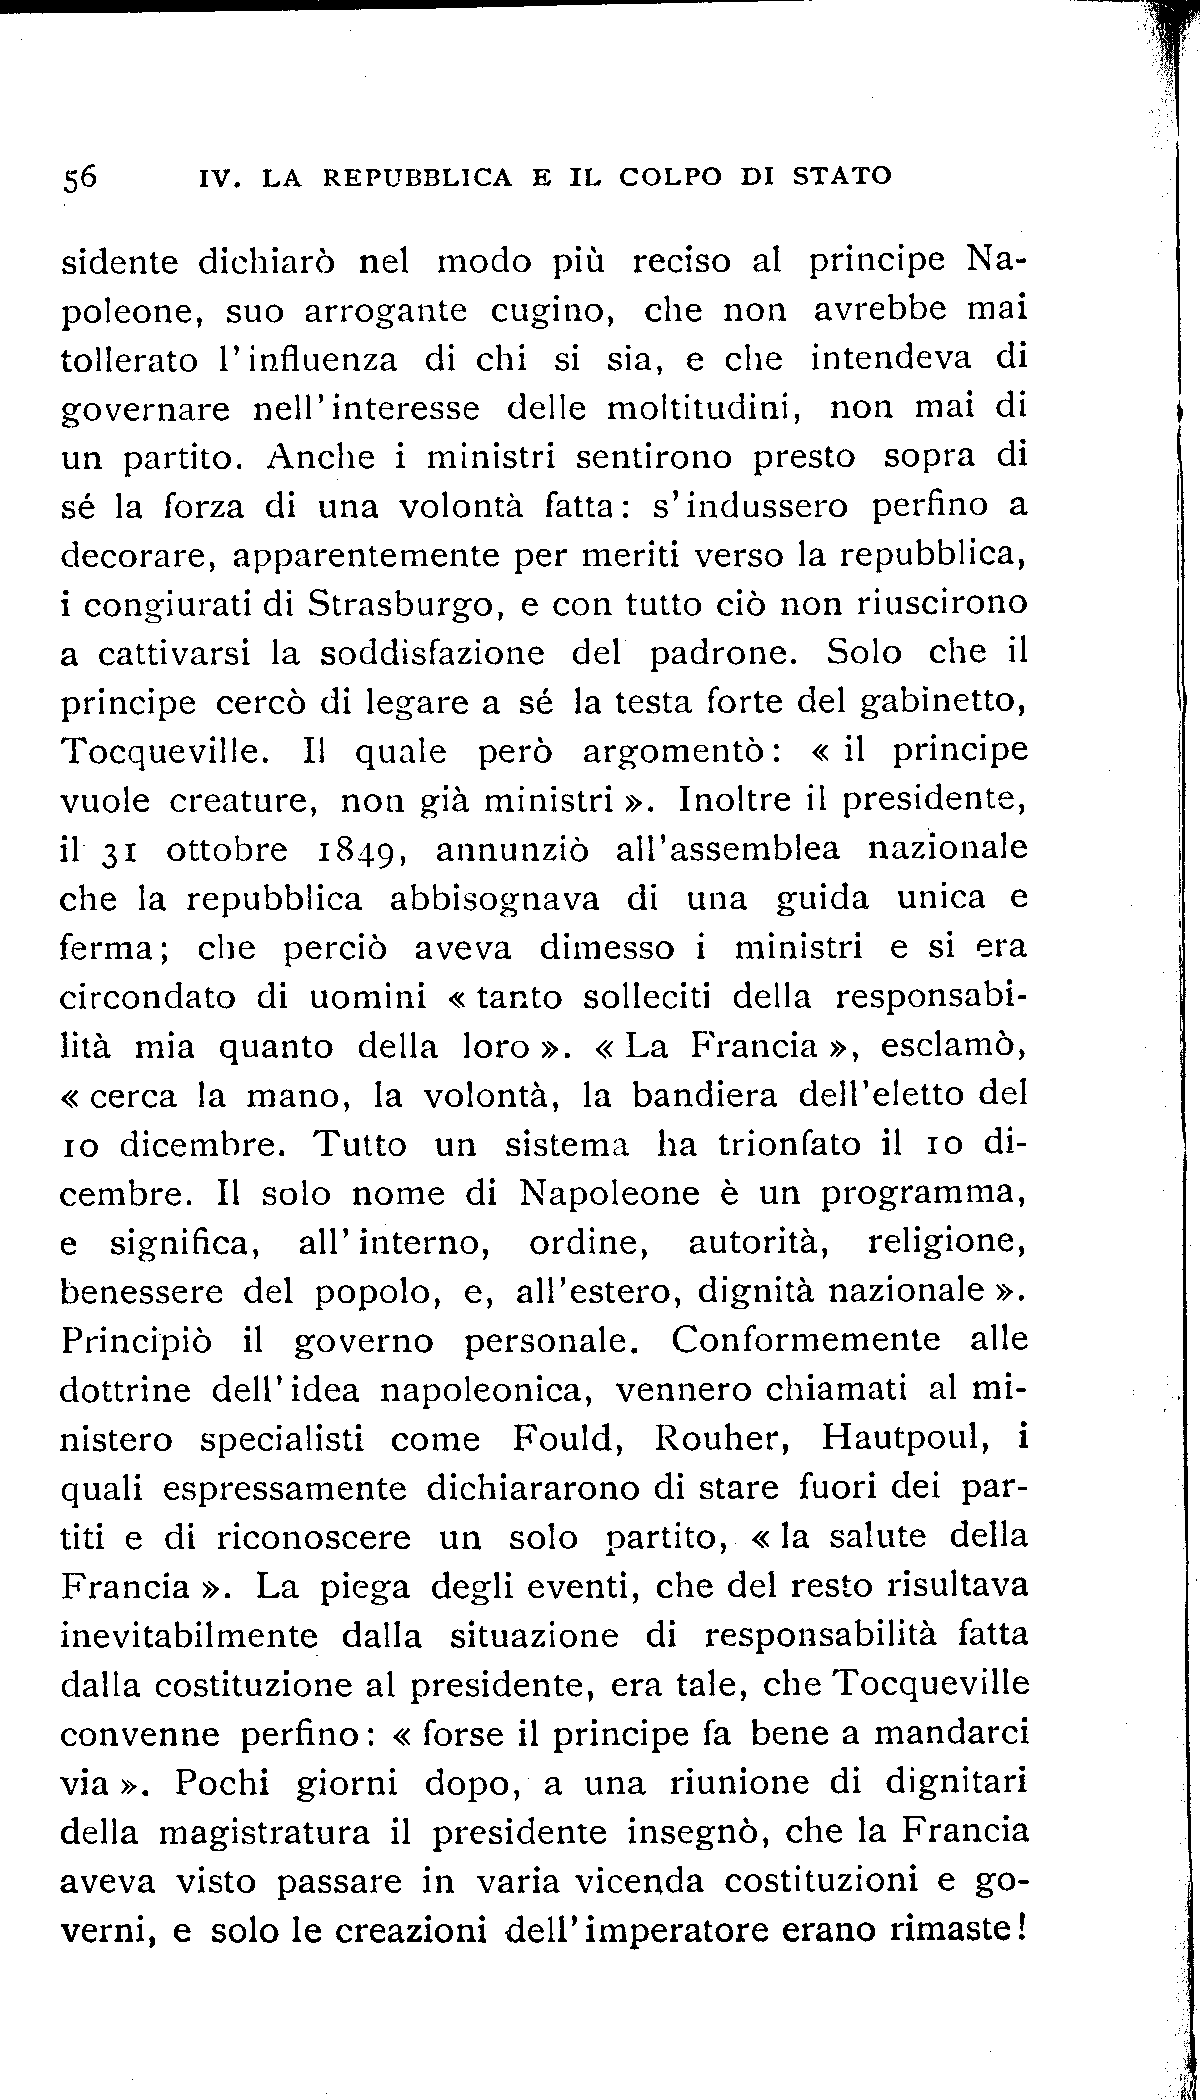 56 IV. LA REPUBBLICA E IL COLPO DI STATO
sidente dichiarò nel modo più reciso al principe Na-
poleone, suo arrogante cugino, che non avrebbe mai
tollerato l'influenza di chi si sia, e che intendeva di
governare nell'interesse delle moltitudini, non mai di
un partito. Anche i ministri sentirono presto sopra di
sé la forza di una volontà fatta: s'indussero perfino a
decorare, apparentemente per meriti verso la repubblica,
i congiurati di Strasburgo, e con tutto ciò non riuscirono
a cattivarsi la soddisfazione del padrone. Solo che il
principe cercò di legare a sé la testa forte del gabinetto,
Tocqueville. Il quale però argomentò: « il principe
vuole creature, non già ministri ». Inoltre il presidente,
il 31 ottobre 1849, annunziò all'assemblea nazionale
che la repubblica abbisognava di una guida unica e
ferma; che perciò aveva dimesso i ministri e si era
circondato di uomini « tanto solleciti della responsabi-
lità mia quanto della loro ». « La Francia », esclamò,
« cerca la mano, la volontà, la bandiera dell'eletto del
10 dicembre. Tutto un sistema ha trionfato il 10 di-
cembre. Il solo nome di Napoleone è un programma,
e significa, all'interno, ordine, autorità, religione,
benessere del popolo, e, all'estero, dignità nazionale ».
Principiò il governo personale. Conformemente alle
dottrine dell'idea napoleonica, vennero chiamati al mi-
nistero specialisti come Fould, Rouher, Hautpoul, i
quali espressamente dichiararono di stare fuori dei par-
titi e di riconoscere un solo partito, « la salute della
Francia ». La piega degli eventi, che del resto risultava
inevitabilmente dalla situazione di responsabilità fatta
dalla costituzione al presidente, era tale, che Tocqueville
convenne perfino: « forse il principe fa bene a mandarci
via ». Pochi giorni dopo, a una riunione di dignitari
della magistratura il presidente insegnò, che la Francia
aveva visto passare in varia vicenda costituzioni e go-
verni, e solo le creazioni dell'imperatore erano rimaste!